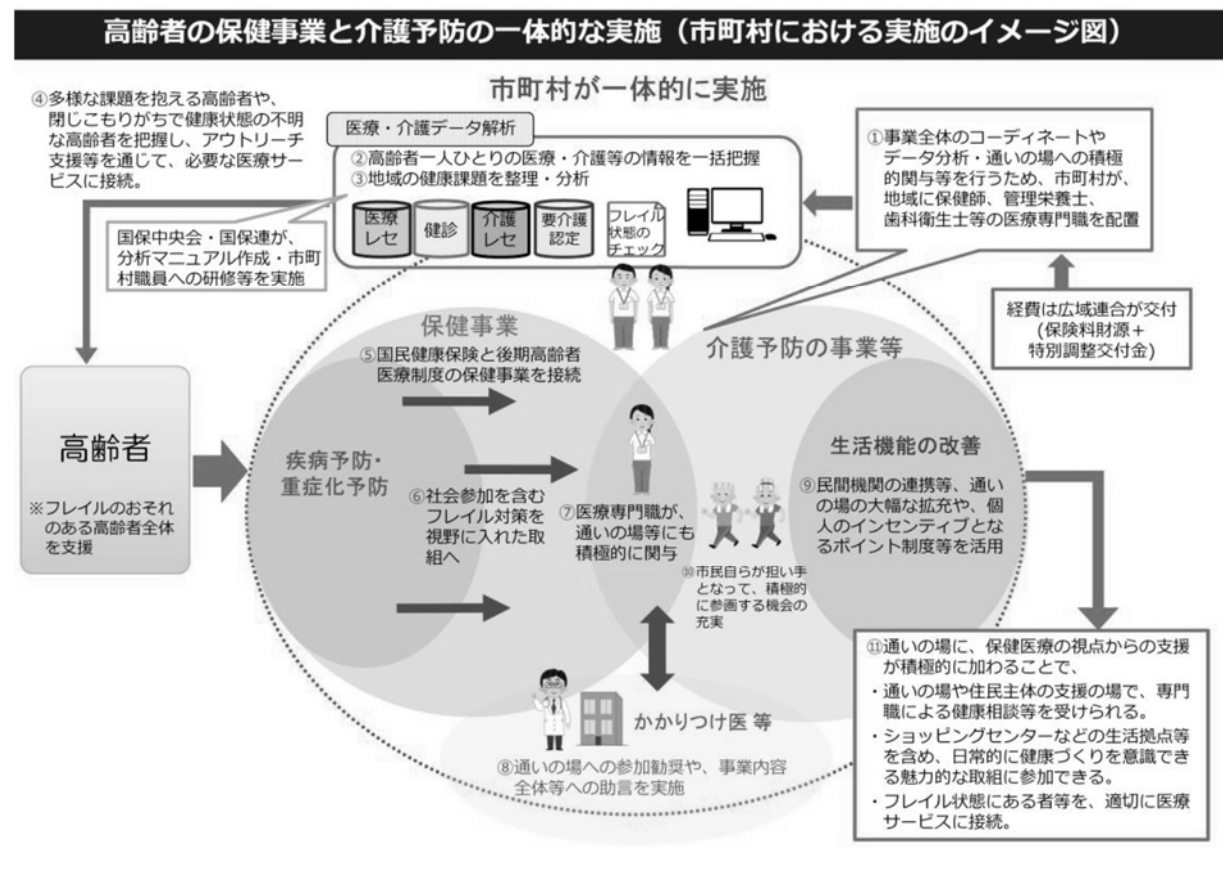 高齢者の保健事業と介護予防の一体的な実施（市町村における実施のイメージ図）
市町村が一体的に実施
④多様な課題を抱える高齢者や、
閉じこもりがちで健康状態の不明
な高齢者を把握し、アウトリーチ
支援等を通じて、必要な医療サー
ビスに接続。
医療・介護データ解析
②高齢者一人ひとりの医療・介護等の情報を一括把握
③地域の健康課題を整理・分析
医療
レセ
健診
介護
レセ
要介護
認定
フレイル
状態の
チェック
①事業全体のコーディネートや
データ分析・通いの場への積極
的関与等を行うため、市町村が、
地域に保健師、管理栄養士、
歯科衛生士等の医療専門職を配置
国保中央会・国保連が、
分析マニュアル作成・市町
村職員への研修等を実施
経費は広域連合が交付
(保険料財源＋
特別調整交付金)
保健事業
⑤国民健康保険と後期高齢者
医療制度の保健事業を接続
介護予防の事業等
高齢者
※フレイルのおそれ
のある高齢者全体
を支援
疾病予防・
重症化予防
⑥社会参加を含む
フレイル対策を
視野に入れた取
組へ
⑦医療専門職が、
通いの場等にも
積極的に関与
生活機能の改善
⑨民間機関の連携等、通い
の場の大幅な拡充や、個
人のインセンティブとな
るポイント制度等を活用
⑩市民自らが担い手
となって、積極的
に参画する機会の
充実
かかりつけ医 等
⑧通いの場への参加勧奨や、事業内容
全体等への助言を実施
⑪通いの場に、保健医療の視点からの支援
が積極的に加わることで、
・通いの場や住民主体の支援の場で、専門
職による健康相談等を受けられる。
・ショッピングセンターなどの生活拠点等
を含め、日常的に健康づくりを意識でき
る魅力的な取組に参加できる。
・フレイル状態にある者等を、適切に医療
サービスに接続。